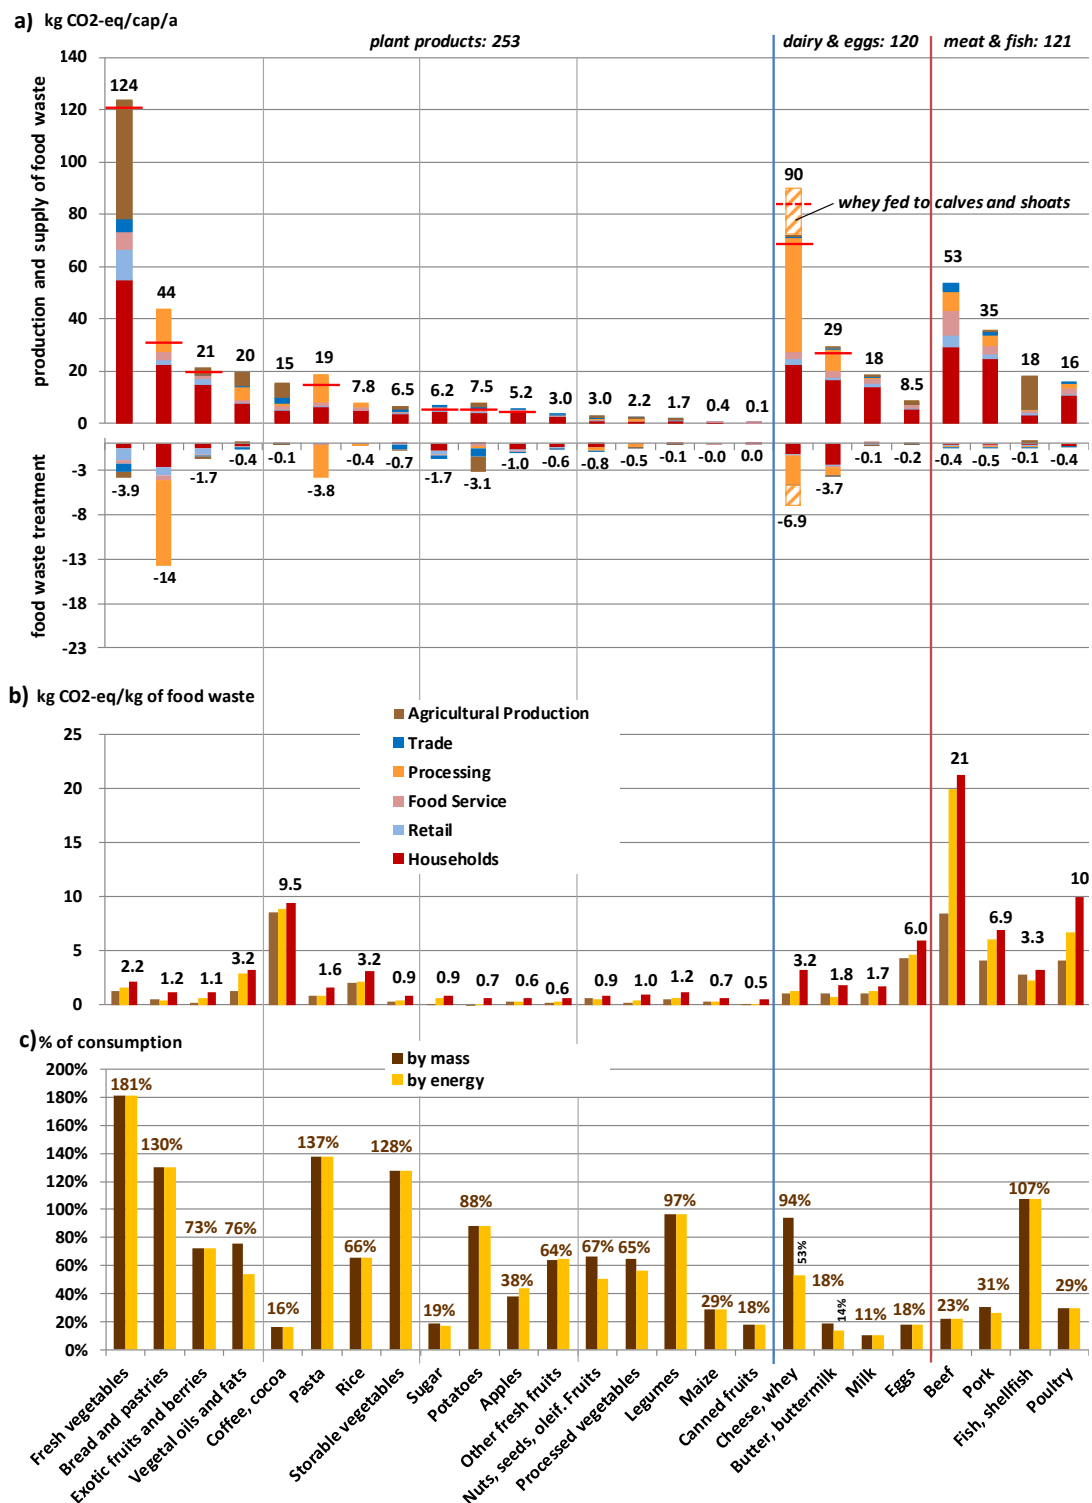 a) kg CO2-eq/cap/a
plant products: 253 dairy & eggs: 120 meat & fish: 121
production and supply of food waste
140
120
100
80
60
40
20
0
124 44 21 20 15 19 7.8 6.5 6.2 7.5 5.2 3.0 3.0 2.2 1.7 0.4 0.1 90 29 18 8.5 53 35 18 16
whey fed to calves and shoats
food waste treatment
-3
-8
-13
-18
-23
-3.9 -14 -1.7 -0.4 -0.1 -3.8 -0.4 -0.7 -1.7 -3.1 -1.0 -0.6 -0.8 -0.5 -0.1 -0.0 0.0 -6.9 -3.7 -0.1 -0.2 -0.4 -0.5 -0.1 -0.4
b) kg CO2-eq/kg of food waste
Agricultural Production
Trade
Processing
Food Service
Retail
Households
25
20
15
10
5
0
2.2 1.2 1.1 3.2 9.5 1.6 3.2 0.9 0.9 0.7 0.6 0.6 0.9 1.0 1.2 0.7 0.5 3.2 1.8 1.7 6.0 21 6.9 3.3 10
c) % of consumption
by mass
by energy
200%
180%
160%
140%
120%
100%
80%
60%
40%
20%
0%
181% 130% 73% 76% 16% 137% 66% 128% 19% 88% 38% 64% 67% 65% 97% 29% 18% 94% 53% 18% 14% 11% 18% 23% 31% 107% 29%
Fresh vegetables
Bread and pastries
Exotic fruits and berries
Vegetal oils and fats
Coffee, cocoa
Pasta
Rice
Storable vegetables
Sugar
Potatoes
Apples
Other fresh fruits
Nuts, seeds, oleif. Fruits
Processed vegetables
Legumes
Maize
Canned fruits
Cheese, whey
Butter, buttermilk
Milk
Eggs
Beef
Pork
Fish, shellfish
Poultry